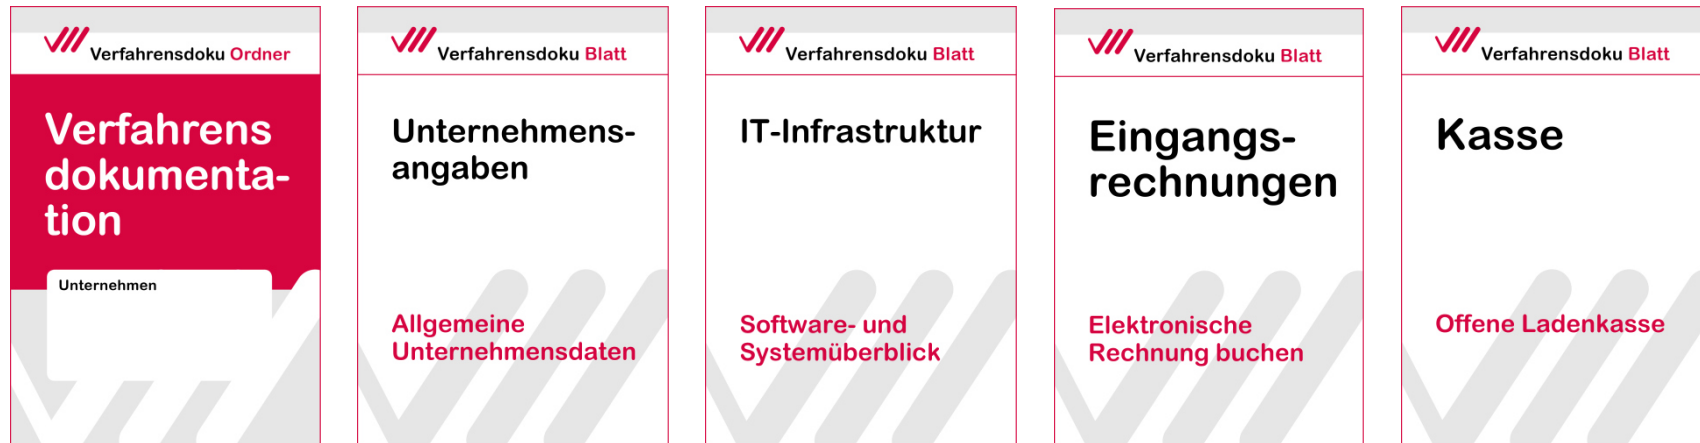 Verfahrensdoku Ordner
Verfahrens
dokumenta-
tion
Unternehmen
Verfahrensdoku Blatt
Unternehmens-
angaben
Allgemeine
Unternehmensdaten
Verfahrensdoku Blatt
IT-Infrastruktur
Software- und
Systemüberblick
Verfahrensdoku Blatt
Eingangs-
rechnungen
Elektronische
Rechnung buchen
Verfahrensdoku Blatt
Kasse
Offene Ladenkasse